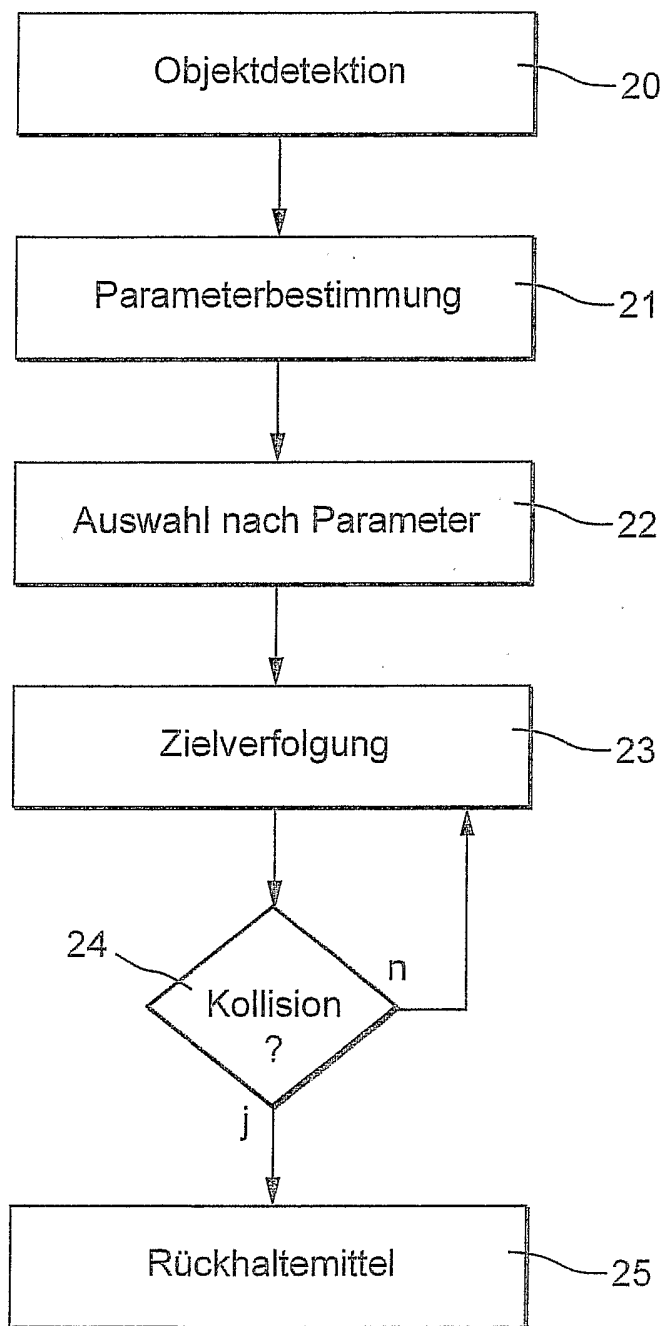 Objektdetektion
20
Parameterbestimmung
21
Auswahl nach Parameter
22
Zielverfolgung
23
24
n
Kollision
?
j
Rückhaltemittel
25